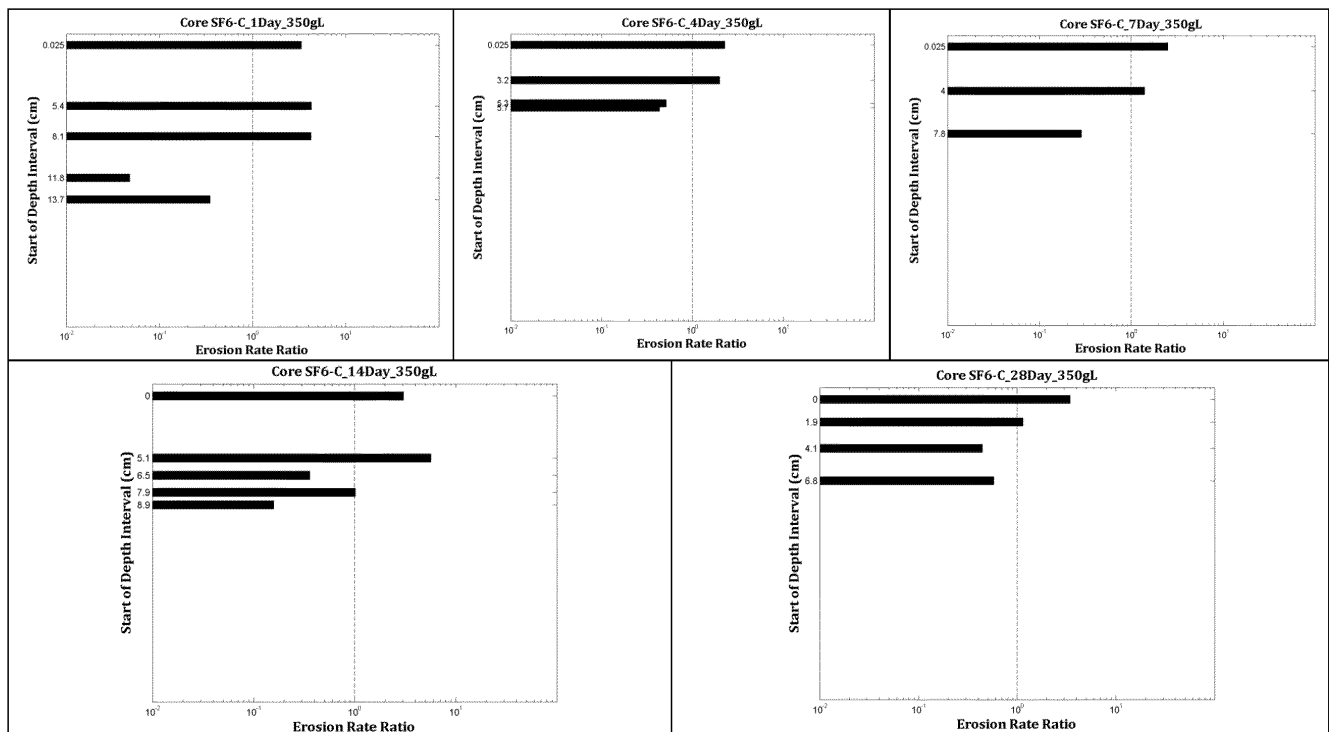 Core SF6-C_1Day_350gL
Start of Depth Interval (cm)
0.025
5.4
8.1
11.8
13.7
10-2
10-1
100
101
Erosion Rate Ratio
Core SF6-C_4Day_350gL
Start of Depth Interval (cm)
0.025
3.2
5.3
5.7
10-2
10-1
100
101
Erosion Rate Ratio
Core SF6-C_7Day_350gL
Start of Depth Interval (cm)
0.025
4
7.8
10-2
10-1
100
101
Erosion Rate Ratio
Core SF6-C_14Day_350gL
Start of Depth Interval (cm)
0
5.1
6.5
7.9
8.9
10-2
10-1
100
101
Erosion Rate Ratio
Core SF6-C_28Day_350gL
Start of Depth Interval (cm)
0
1.9
4.1
6.8
10-2
10-1
100
101
Erosion Rate Ratio